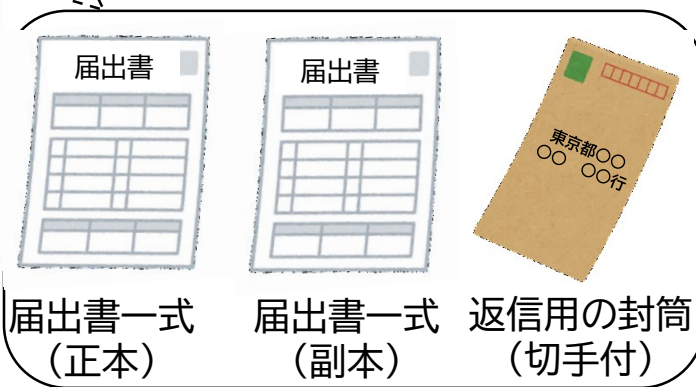 届出書
届出書
東京都〇〇
〇〇　〇〇行
届出書一式
（正本）
届出書一式
（副本）
返信用の封筒
（切手付）